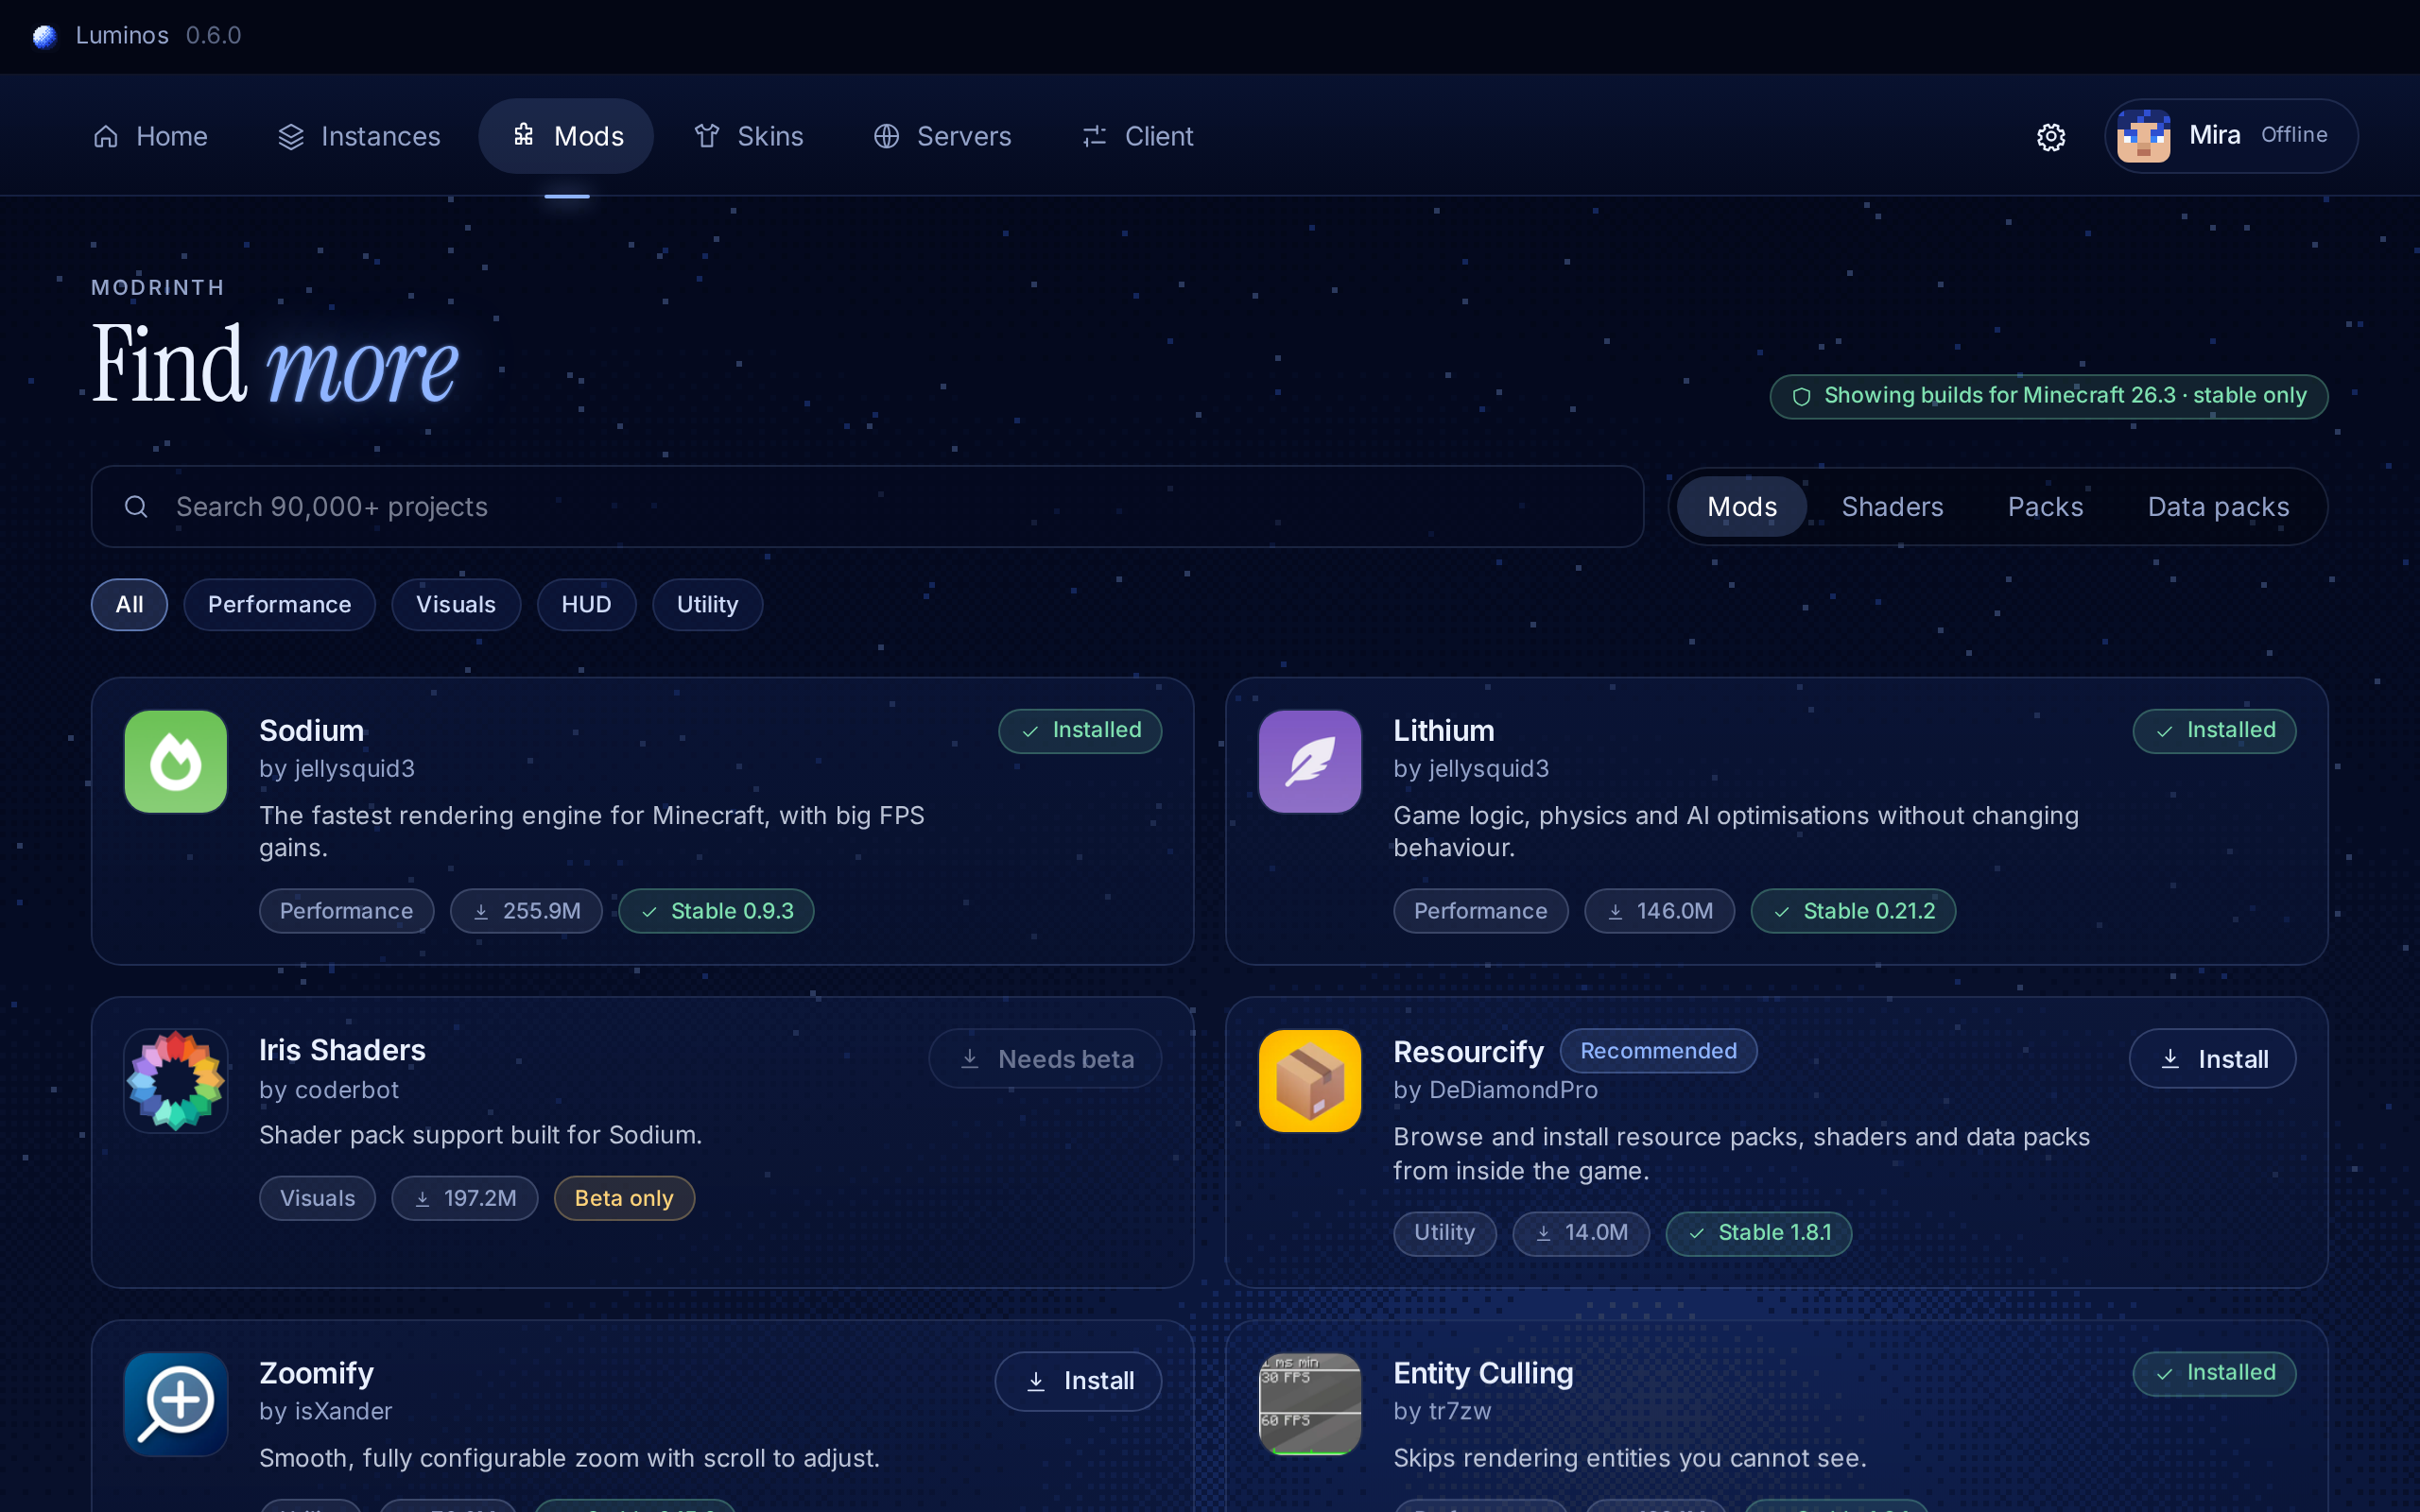 Luminos 0.6.0
Home Instances Mods Skins Servers Client Mira Offline
MODRINTH
Find more
Showing builds for Minecraft 26.3 · stable only
Search 90,000+ projects
Mods Shaders Packs Data packs
All Performance Visuals HUD Utility
Sodium
Installed
by jellysquid3
The fastest rendering engine for Minecraft, with big FPS
gains.
Performance 255.9M Stable 0.9.3
Lithium
Installed
by jellysquid3
Game logic, physics and AI optimisations without changing
behaviour.
Performance 146.0M Stable 0.21.2
Iris Shaders
Needs beta
by coderbot
Shader pack support built for Sodium.
Visuals 197.2M Beta only
Resourcify Recommended
Install
by DeDiamondPro
Browse and install resource packs, shaders and data packs
from inside the game.
Utility 14.0M Stable 1.8.1
Zoomify
Install
by isXander
Smooth, fully configurable zoom with scroll to adjust.
ms min
30 FPS
60 FPS
Entity Culling
Installed
by tr7zw
Skips rendering entities you cannot see.